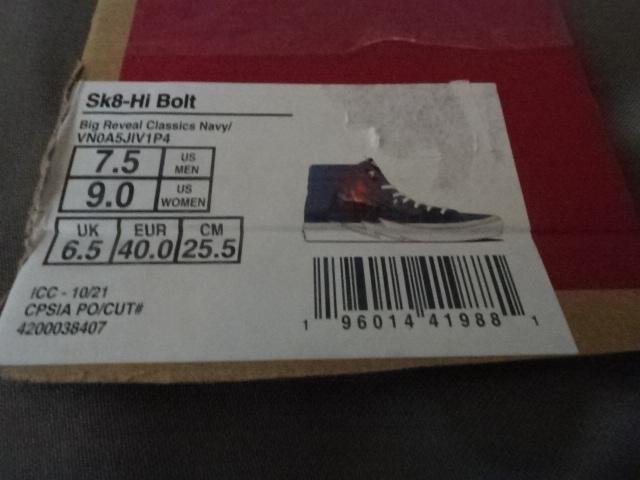 Sk8-Hi Bolt
Big Reveal Classics Navy/
VN0A5JIV1P4
7.5 US MEN
9.0 US WOMEN
UK 6.5 EUR 40.0 CM 25.5
ICC - 10/21
CPSIA PO/CUT#
4200038407
1 96014 41988 1